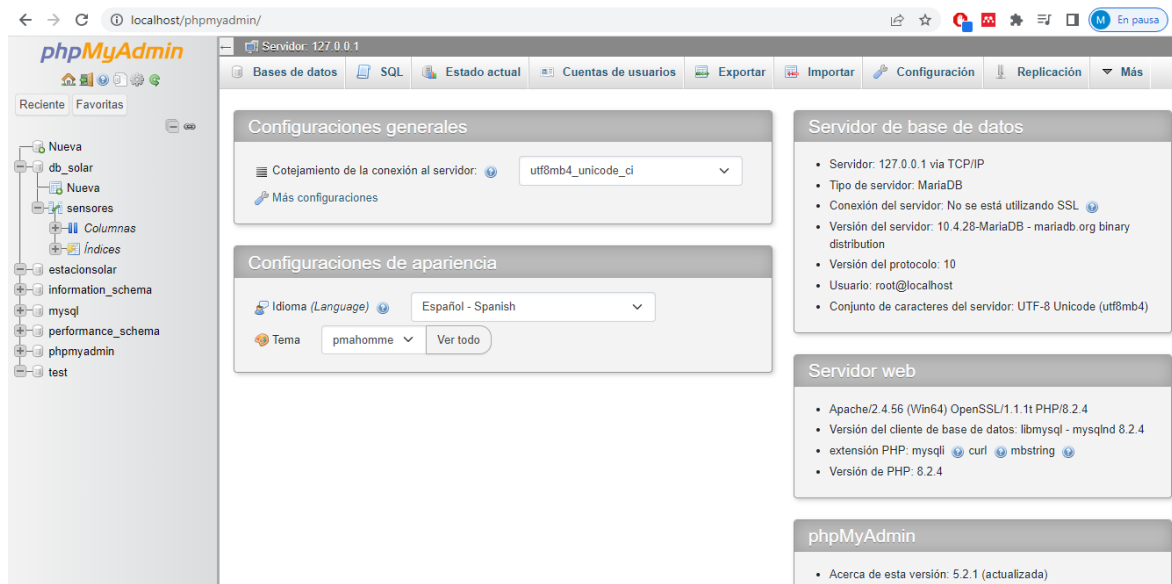 localhost/phpmyadmin/
M En pausa
phpMyAdmin
Reciente Favoritas
Nueva
db_solar
Nueva
sensores
Columnas
Índices
estacionsolar
information_schema
mysql
performance_schema
phpmyadmin
test
Servidor: 127.0.0.1
Bases de datos SQL Estado actual Cuentas de usuarios Exportar Importar Configuración Replicación Más
Configuraciones generales
Cotejamiento de la conexión al servidor: utf8mb4_unicode_ci
Más configuraciones
Configuraciones de apariencia
Idioma (Language) Español - Spanish
Tema pmahomme Ver todo
Servidor de base de datos
• Servidor: 127.0.0.1 via TCP/IP
• Tipo de servidor: MariaDB
• Conexión del servidor: No se está utilizando SSL
• Versión del servidor: 10.4.28-MariaDB - mariadb.org binary
distribution
• Versión del protocolo: 10
• Usuario: root@localhost
• Conjunto de caracteres del servidor: UTF-8 Unicode (utf8mb4)
Servidor web
• Apache/2.4.56 (Win64) OpenSSL/1.1.1t PHP/8.2.4
• Versión del cliente de base de datos: libmysql - mysqlnd 8.2.4
• extensión PHP: mysqli curl mbstring
• Versión de PHP: 8.2.4
phpMyAdmin
• Acerca de esta versión: 5.2.1 (actualizada)